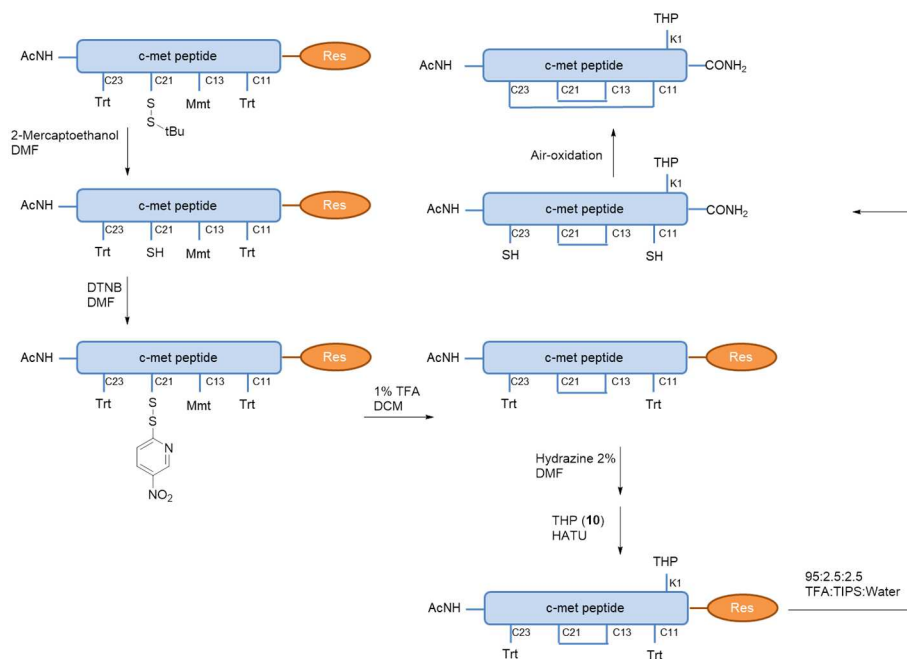 AcNH
c-met peptide
Res
C23
C21
C13
C11
Trt
S
Mmt
Trt
S
tBu
2-Mercaptoethanol
DMF
AcNH
c-met peptide
Res
C23
C21
C13
C11
Trt
SH
Mmt
Trt
DTNB
DMF
AcNH
c-met peptide
Res
C23
C21
C13
C11
Trt
S
Mmt
Trt
S
N
NO2
1% TFA
DCM
AcNH
c-met peptide
Res
C23
C21
C13
C11
Trt
Trt
Hydrazine 2%
DMF
THP (10)
HATU
THP
K1
AcNH
c-met peptide
Res
C23
C21
C13
C11
Trt
Trt
95:2.5:2.5
TFA:TIPS:Water
THP
K1
AcNH
c-met peptide
CONH2
C23
C21
C13
C11
SH
SH
Air-oxidation
THP
K1
AcNH
c-met peptide
CONH2
C23
C21
C13
C11